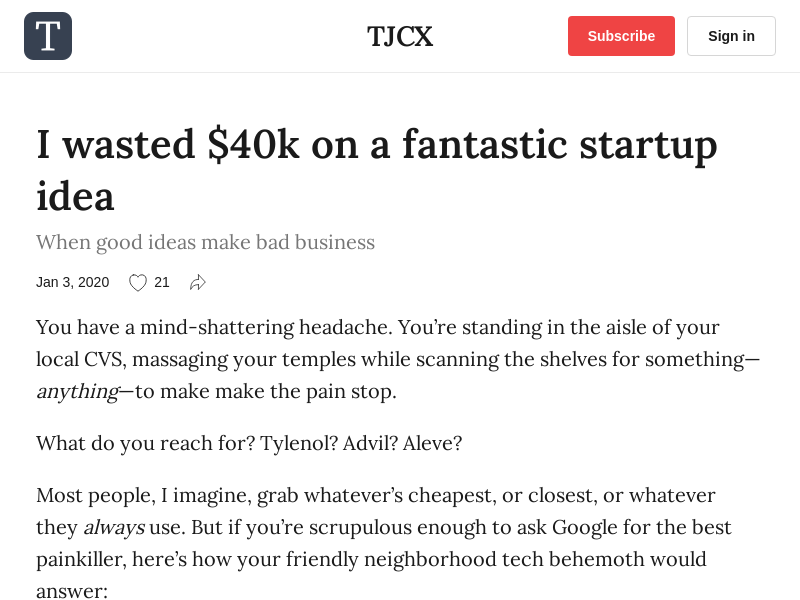 T
TJCX
Subscribe
Sign in
I wasted $40k on a fantastic startup
idea
When good ideas make bad business
Jan 3, 2020
21
You have a mind-shattering headache. You’re standing in the aisle of your
local CVS, massaging your temples while scanning the shelves for something—
anything—to make make the pain stop.
What do you reach for? Tylenol? Advil? Aleve?
Most people, I imagine, grab whatever’s cheapest, or closest, or whatever
they always use. But if you’re scrupulous enough to ask Google for the best
painkiller, here’s how your friendly neighborhood tech behemoth would
answer: